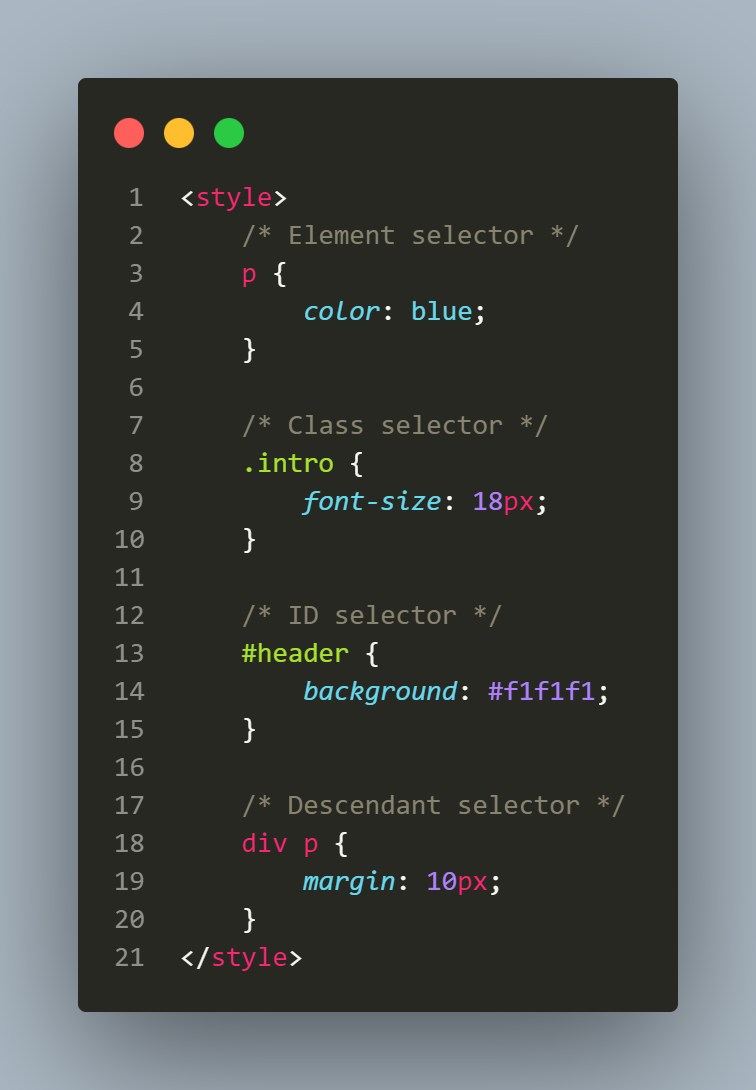 1 <style>
2     /* Element selector */
3     p {
4         color: blue;
5     }
6
7     /* Class selector */
8     .intro {
9         font-size: 18px;
10     }
11
12     /* ID selector */
13     #header {
14         background: #f1f1f1;
15     }
16
17     /* Descendant selector */
18     div p {
19         margin: 10px;
20     }
21 </style>